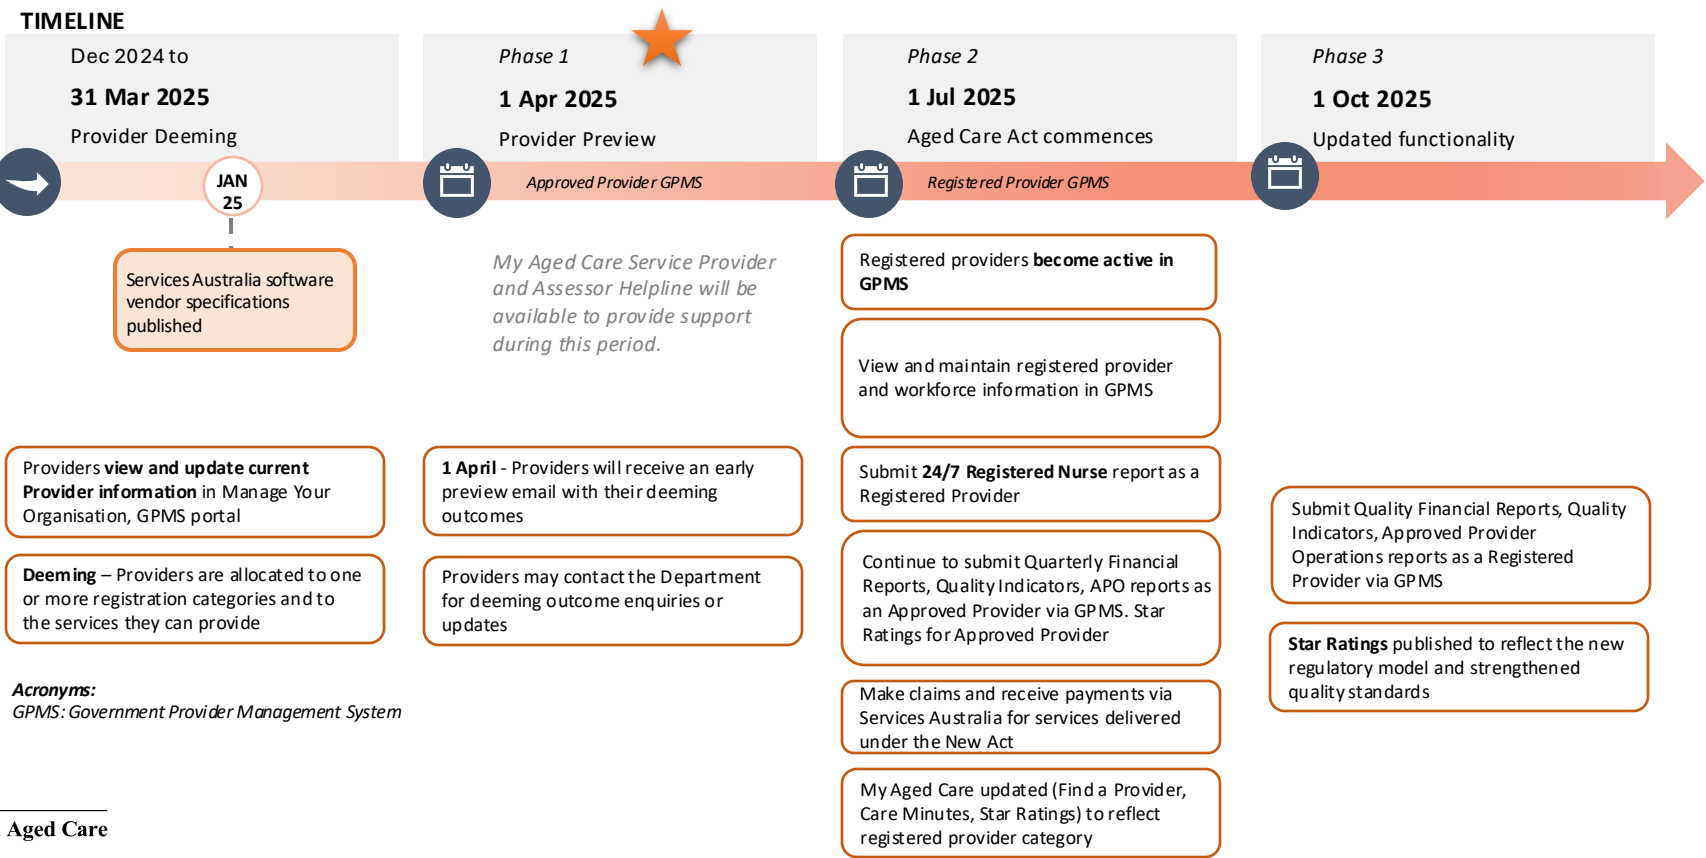 TIMELINE
Dec 2024 to
31 Mar 2025
Provider Deeming
Phase 1
1 Apr 2025
Provider Preview
Phase 2
1 Jul 2025
Aged Care Act commences
Phase 3
1 Oct 2025
Updated functionality
JAN
25
Approved Provider GPMS
Registered Provider GPMS
Services Australia software
vendor specifications
published
Providers view and update current
Provider information in Manage Your
Organisation, GPMS portal
Deeming – Providers are allocated to one
or more registration categories and to
the services they can provide
My Aged Care Service Provider
and Assessor Helpline will be
available to provide support
during this period.
1 April - Providers will receive an early
preview email with their deeming
outcomes
Providers may contact the Department
for deeming outcome enquiries or
updates
Registered providers become active in
GPMS
View and maintain registered provider
and workforce information in GPMS
Submit 24/7 Registered Nurse report as a
Registered Provider
Continue to submit Quarterly Financial
Reports, Quality Indicators, APO reports as
an Approved Provider via GPMS. Star
Ratings for Approved Provider
Make claims and receive payments via
Services Australia for services delivered
under the New Act
My Aged Care updated (Find a Provider,
Care Minutes, Star Ratings) to reflect
registered provider category
Submit Quality Financial Reports, Quality
Indicators, Approved Provider
Operations reports as a Registered
Provider via GPMS
Star Ratings published to reflect the new
regulatory model and strengthened
quality standards
Acronyms:
GPMS: Government Provider Management System
Aged Care